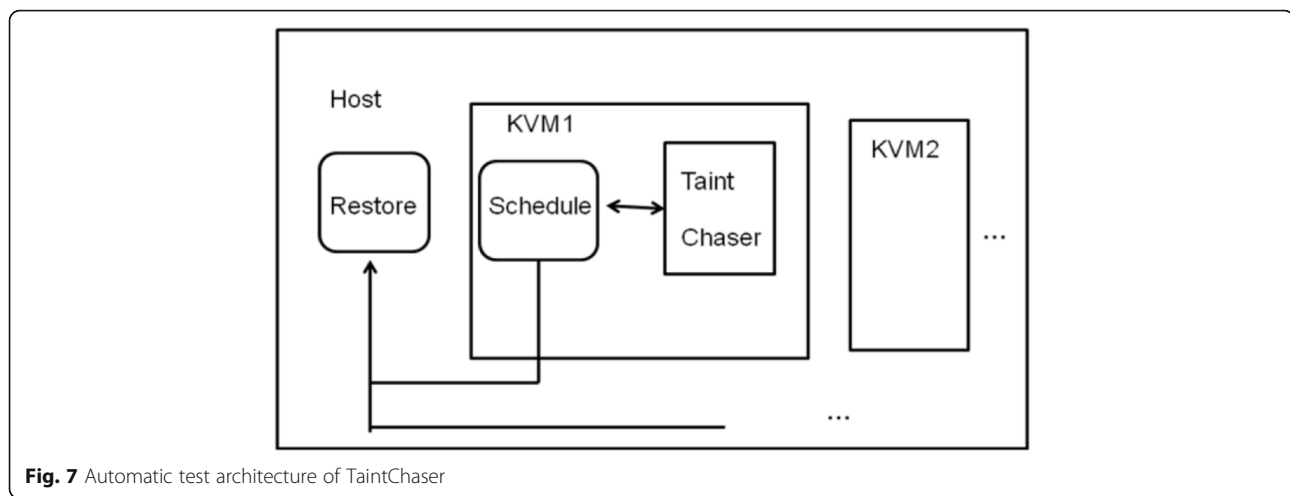 Host
KVM1
KVM2
Restore
Schedule
Taint
Chaser
...
...
Fig. 7 Automatic test architecture of TaintChaser